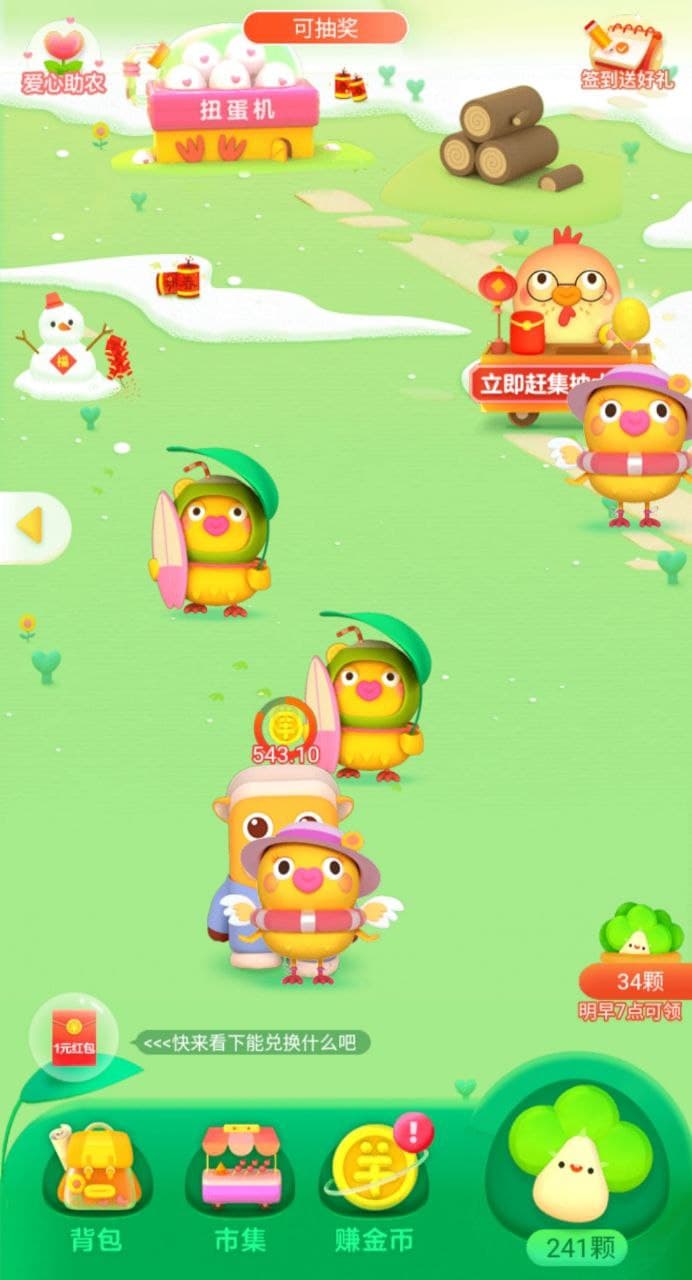 可抽奖
爱心助农
扭蛋机
签到送好礼
福
立即赶集抽
543.10
34颗
明早7点可领
1元红包
<<<快来看下能兑换什么吧
背包
市集
赚金币
241颗